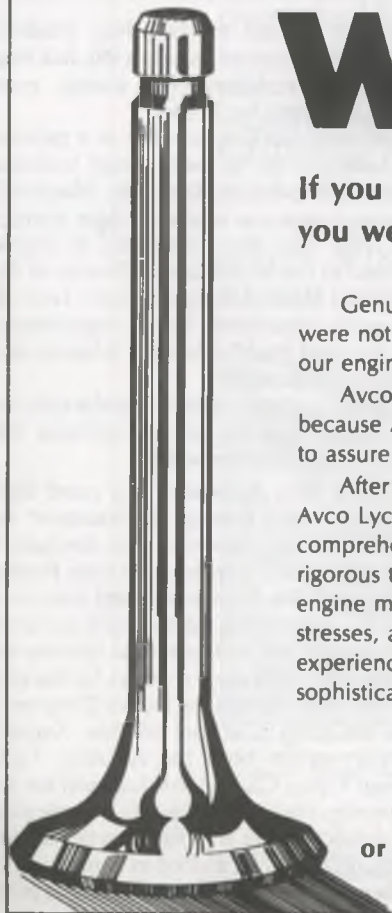 W
If you
you we
Genu
were not
our engin
Avco
because A
to assure
After
Avco Lyc
comprehe
rigorous t
engine m
stresses, a
experienc
sophistica
or